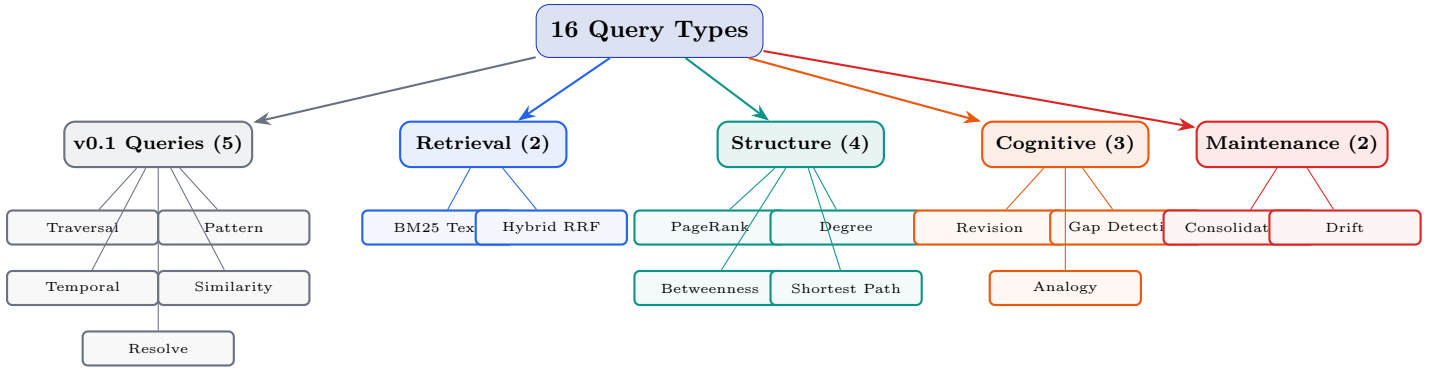 16 Query Types
v0.1 Queries (5)
Retrieval (2)
Structure (4)
Cognitive (3)
Maintenance (2)
Traversal
Pattern
BM25 Tex
Hybrid RRF
PageRank
Degree
Revision
Gap Detecti
Consolidat
Drift
Temporal
Similarity
Betweenness
Shortest Path
Analogy
Resolve